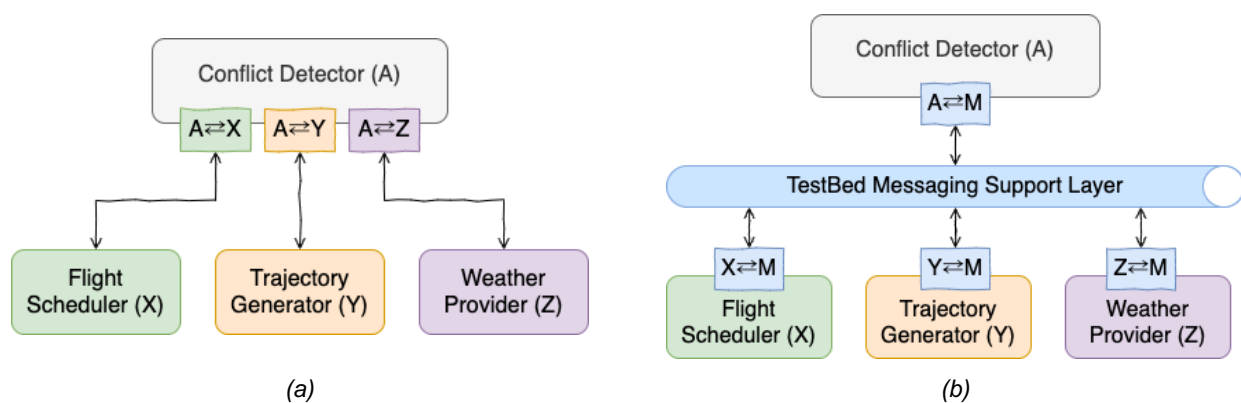 Conflict Detector (A)
A⇄X
A⇄Y
A⇄Z
Flight
Scheduler (X)
Trajectory
Generator (Y)
Weather
Provider (Z)
(a)
Conflict Detector (A)
A⇄M
TestBed Messaging Support Layer
X⇄M
Y⇄M
Z⇄M
Flight
Scheduler (X)
Trajectory
Generator (Y)
Weather
Provider (Z)
(b)